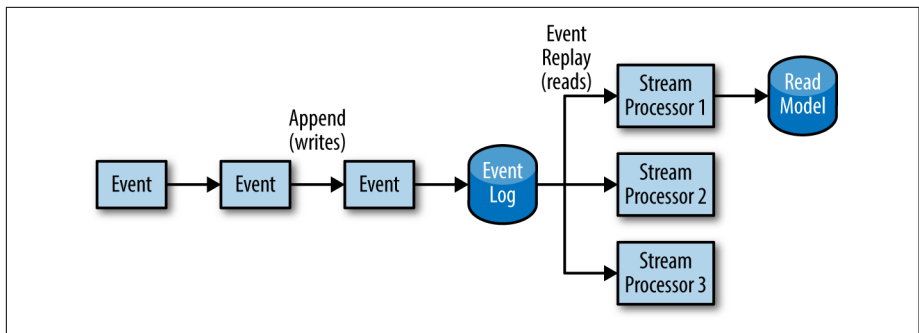 Event
Replay
(reads)
Stream
Processor 1
Read
Model
Append
(writes)
Event
Event
Event
Event
Log
Stream
Processor 2
Stream
Processor 3